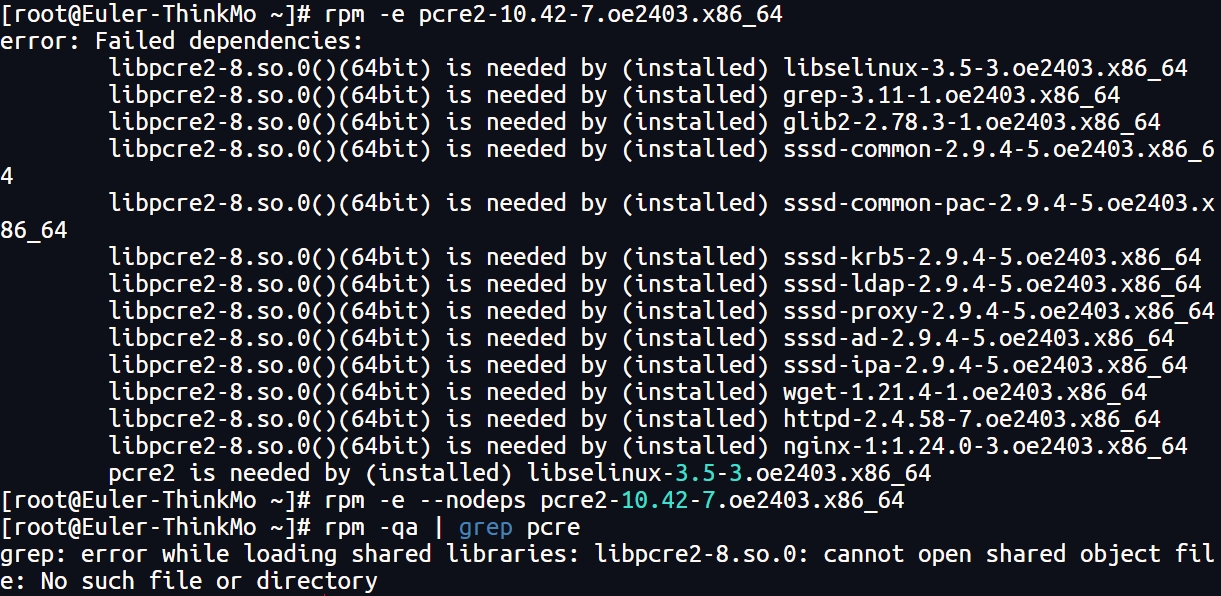 [root@Euler-ThinkMo ~]# rpm -e pcre2-10.42-7.oe2403.x86_64
error: Failed dependencies:
        libpcre2-8.so.0()(64bit) is needed by (installed) libselinux-3.5-3.oe2403.x86_64
        libpcre2-8.so.0()(64bit) is needed by (installed) grep-3.11-1.oe2403.x86_64
        libpcre2-8.so.0()(64bit) is needed by (installed) glib2-2.78.3-1.oe2403.x86_64
        libpcre2-8.so.0()(64bit) is needed by (installed) sssd-common-2.9.4-5.oe2403.x86_6
4
        libpcre2-8.so.0()(64bit) is needed by (installed) sssd-common-pac-2.9.4-5.oe2403.x
86_64
        libpcre2-8.so.0()(64bit) is needed by (installed) sssd-krb5-2.9.4-5.oe2403.x86_64
        libpcre2-8.so.0()(64bit) is needed by (installed) sssd-ldap-2.9.4-5.oe2403.x86_64
        libpcre2-8.so.0()(64bit) is needed by (installed) sssd-proxy-2.9.4-5.oe2403.x86_64
        libpcre2-8.so.0()(64bit) is needed by (installed) sssd-ad-2.9.4-5.oe2403.x86_64
        libpcre2-8.so.0()(64bit) is needed by (installed) sssd-ipa-2.9.4-5.oe2403.x86_64
        libpcre2-8.so.0()(64bit) is needed by (installed) wget-1.21.4-1.oe2403.x86_64
        libpcre2-8.so.0()(64bit) is needed by (installed) httpd-2.4.58-7.oe2403.x86_64
        libpcre2-8.so.0()(64bit) is needed by (installed) nginx-1:1.24.0-3.oe2403.x86_64
        pcre2 is needed by (installed) libselinux-3.5-3.oe2403.x86_64
[root@Euler-ThinkMo ~]# rpm -e --nodeps pcre2-10.42-7.oe2403.x86_64
[root@Euler-ThinkMo ~]# rpm -qa | grep pcre
grep: error while loading shared libraries: libpcre2-8.so.0: cannot open shared object fil
e: No such file or directory